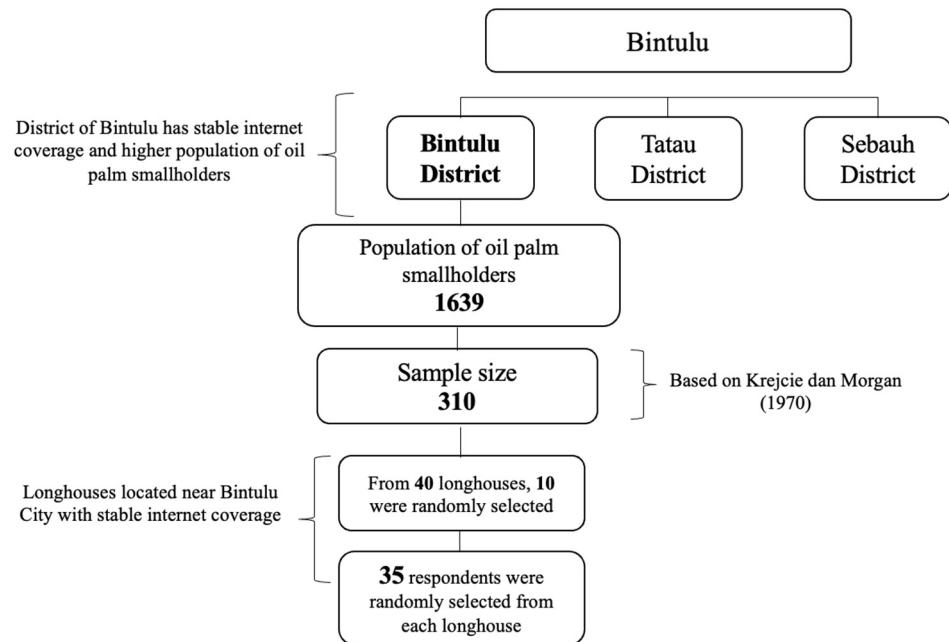 Bintulu
District of Bintulu has stable internet
coverage and higher population of oil
palm smallholders
Bintulu
District
Tatau
District
Sebauh
District
Population of oil palm
smallholders
1639
Sample size
310
Based on Krejcie dan Morgan
(1970)
Longhouses located near Bintulu
City with stable internet coverage
From 40 longhouses, 10
were randomly selected
35 respondents were
randomly selected from
each longhouse